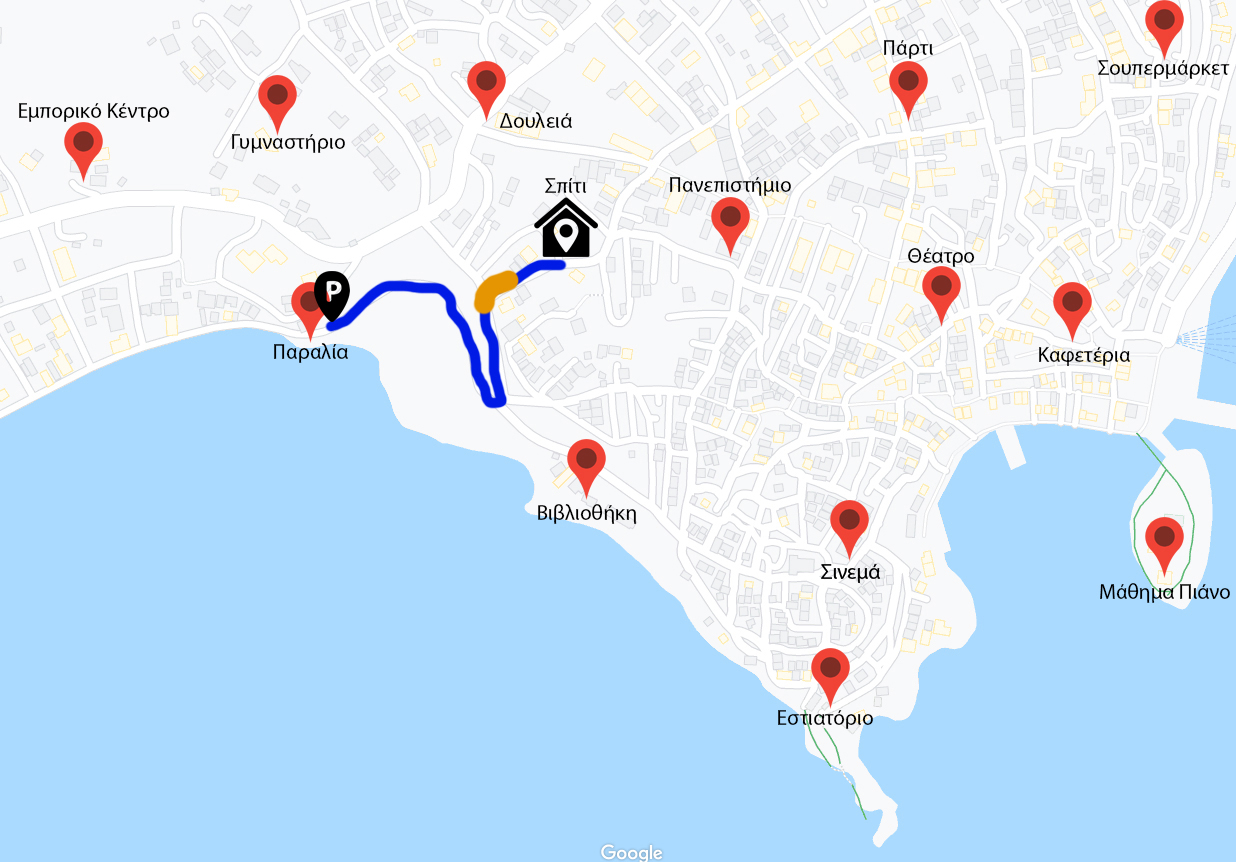 Σουπερμάρκετ
Πάρτι
Εμπορικό Κέντρο
Δουλειά
Γυμναστήριο
Σπίτι
Πανεπιστήμιο
Θέατρο
P
Παραλία
Καφετέρια
Βιβλιοθήκη
Σινεμά
Μάθημα Πιάνο
Εστιατόριο
Google